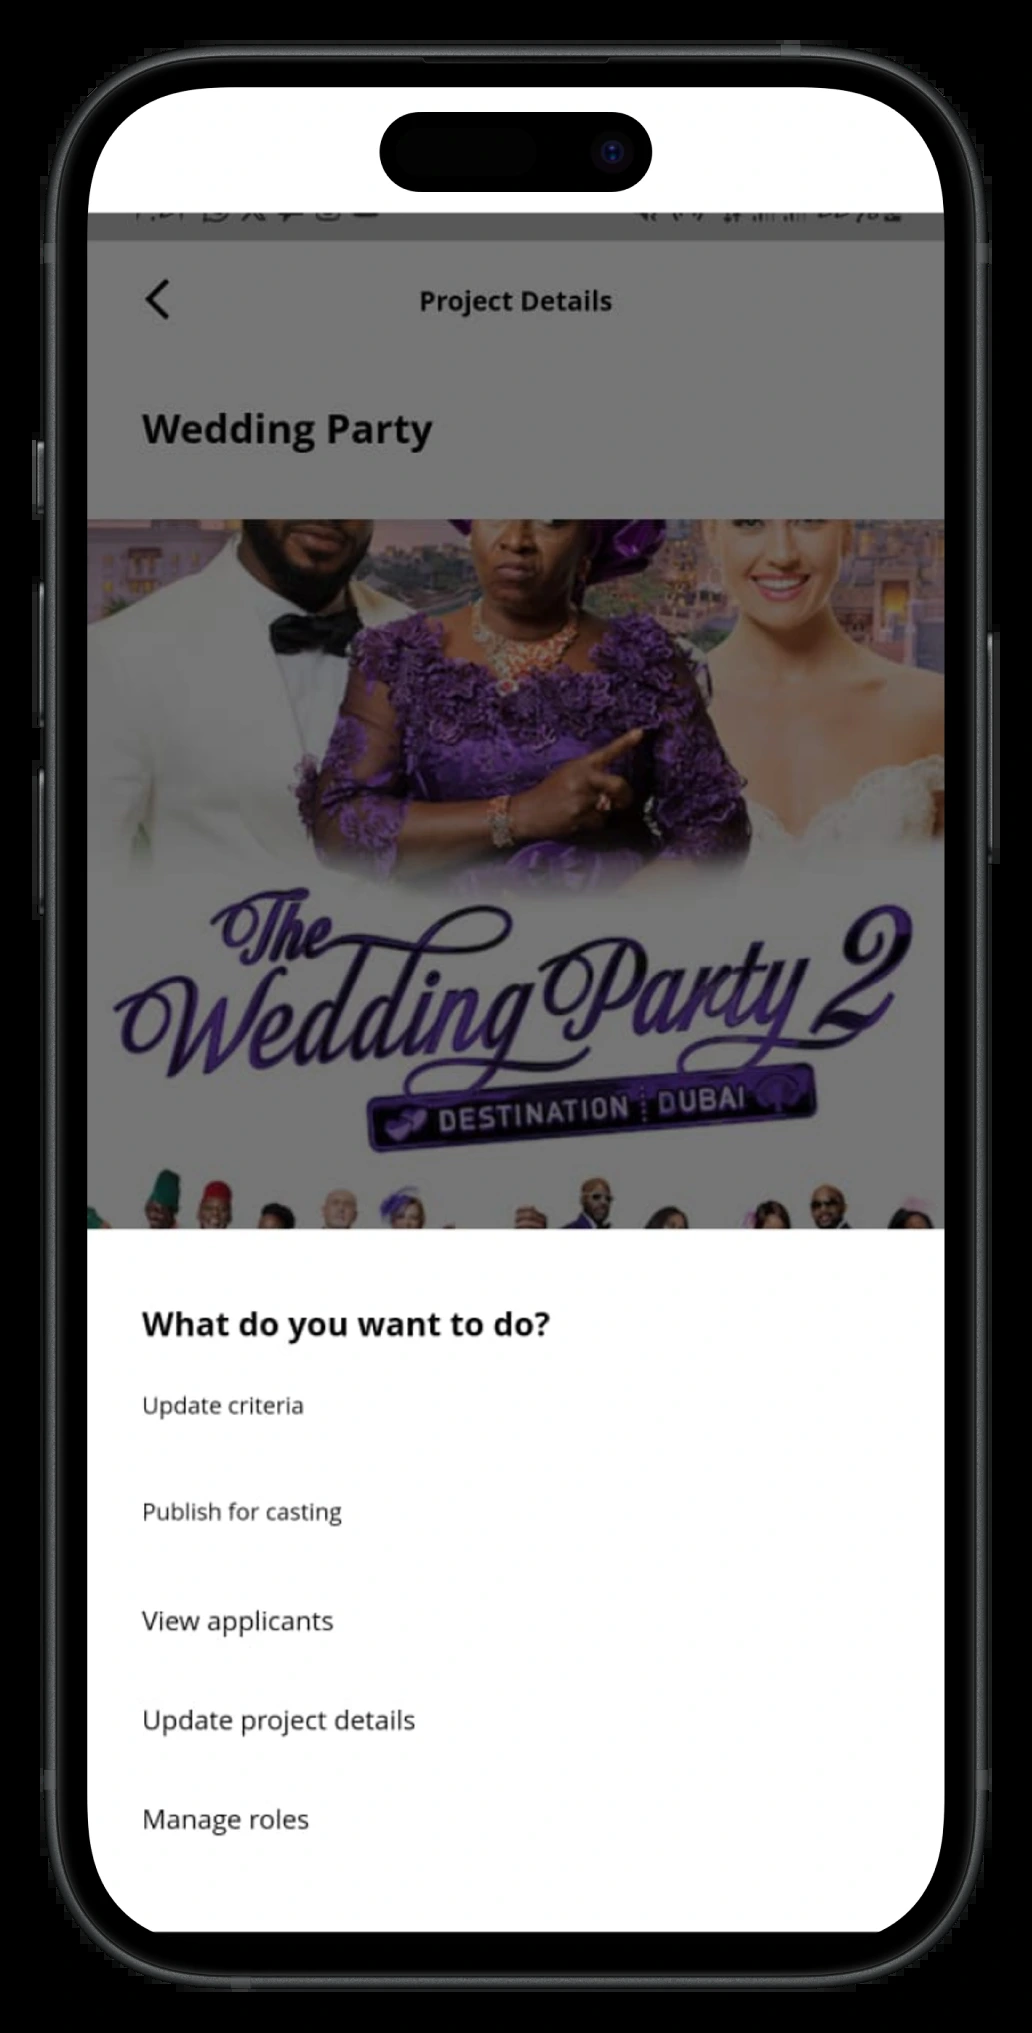 Project Details
Wedding Party
The
Wedding Party 2
DESTINATION DUBAI
What do you want to do?
Update criteria
Publish for casting
View applicants
Update project details
Manage roles